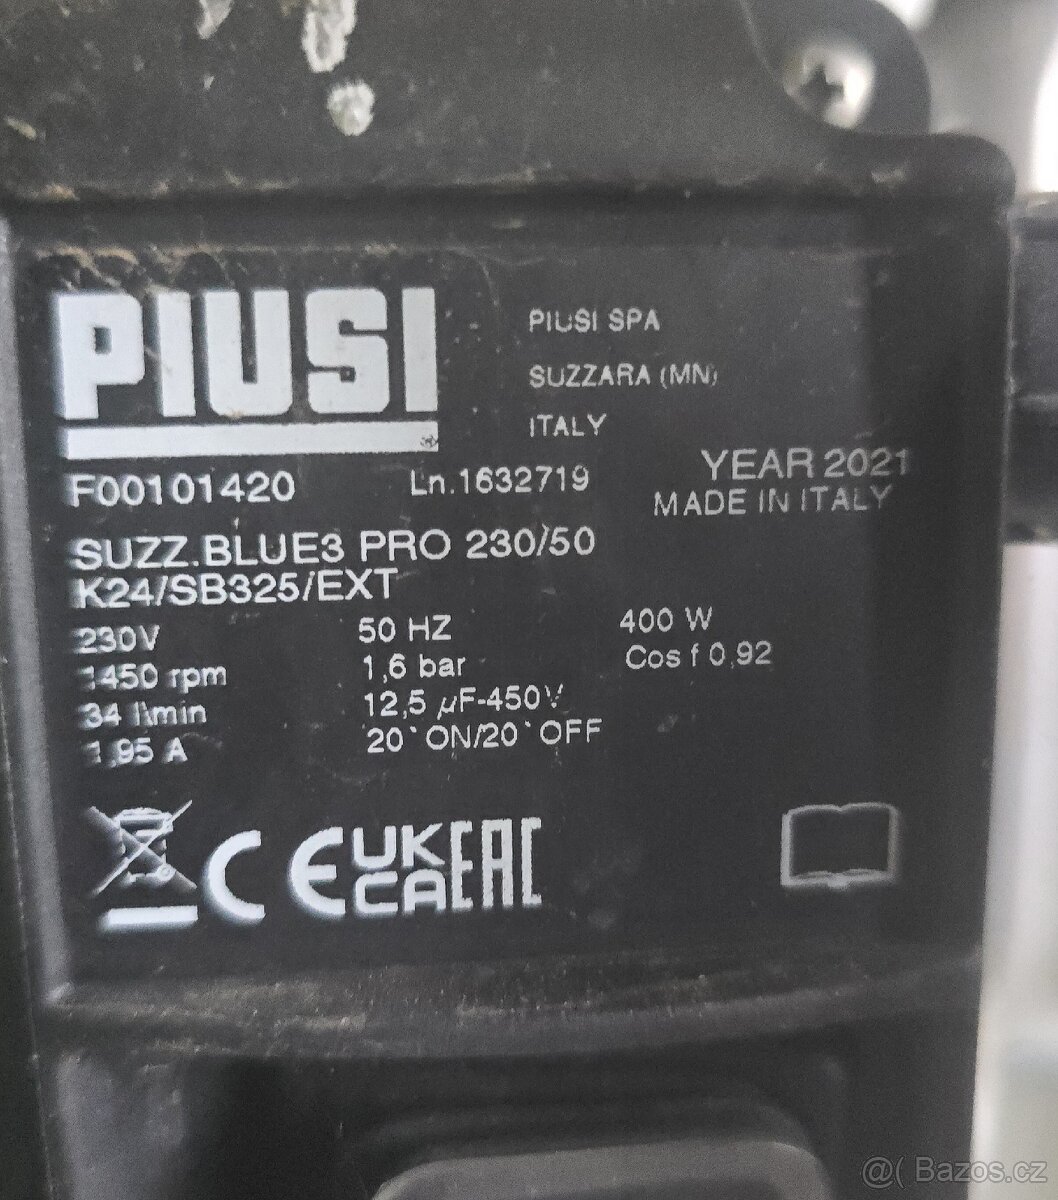 PIUSI
PIUSI SPA
SUZZARA (MN)
ITALY
F00101420
Ln.1632719
YEAR 2021
MADE IN ITALY
SUZZ.BLUE3 PRO 230/50
K24/SB325/EXT
230V 50 HZ 400 W
1450 rpm 1,6 bar Cos f 0,92
34 l\min 12,5 µF-450V
1,95 A 20`ON/20`OFF
CE UK
CA EAC
@( Bazos.cz